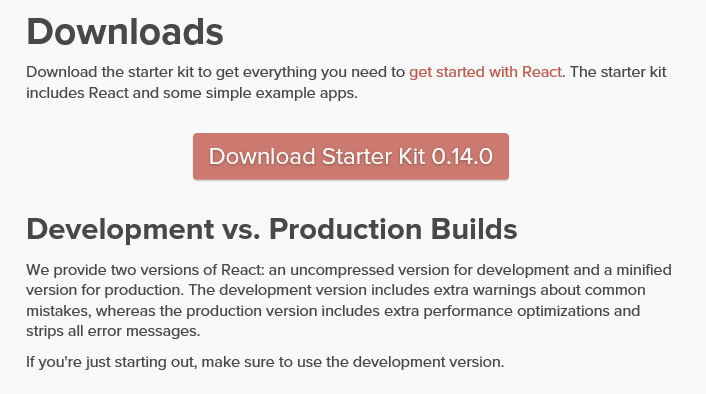 Downloads
Download the starter kit to get everything you need to get started with React. The starter kit
includes React and some simple example apps.
Download Starter Kit 0.14.0
Development vs. Production Builds
We provide two versions of React: an uncompressed version for development and a minified
version for production. The development version includes extra warnings about common
mistakes, whereas the production version includes extra performance optimizations and
strips all error messages.
If you're just starting out, make sure to use the development version.